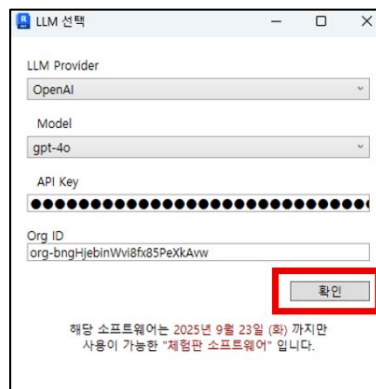 LLM 선택
LLM Provider
OpenAI
Model
gpt-4o
API Key
Org ID
org-bngHjebinWvi8fx85PeXkAvw
확인
해당 소프트웨어는 2025년 9월 23일 (화) 까지만
사용이 가능한 "체험판 소프트웨어" 입니다.